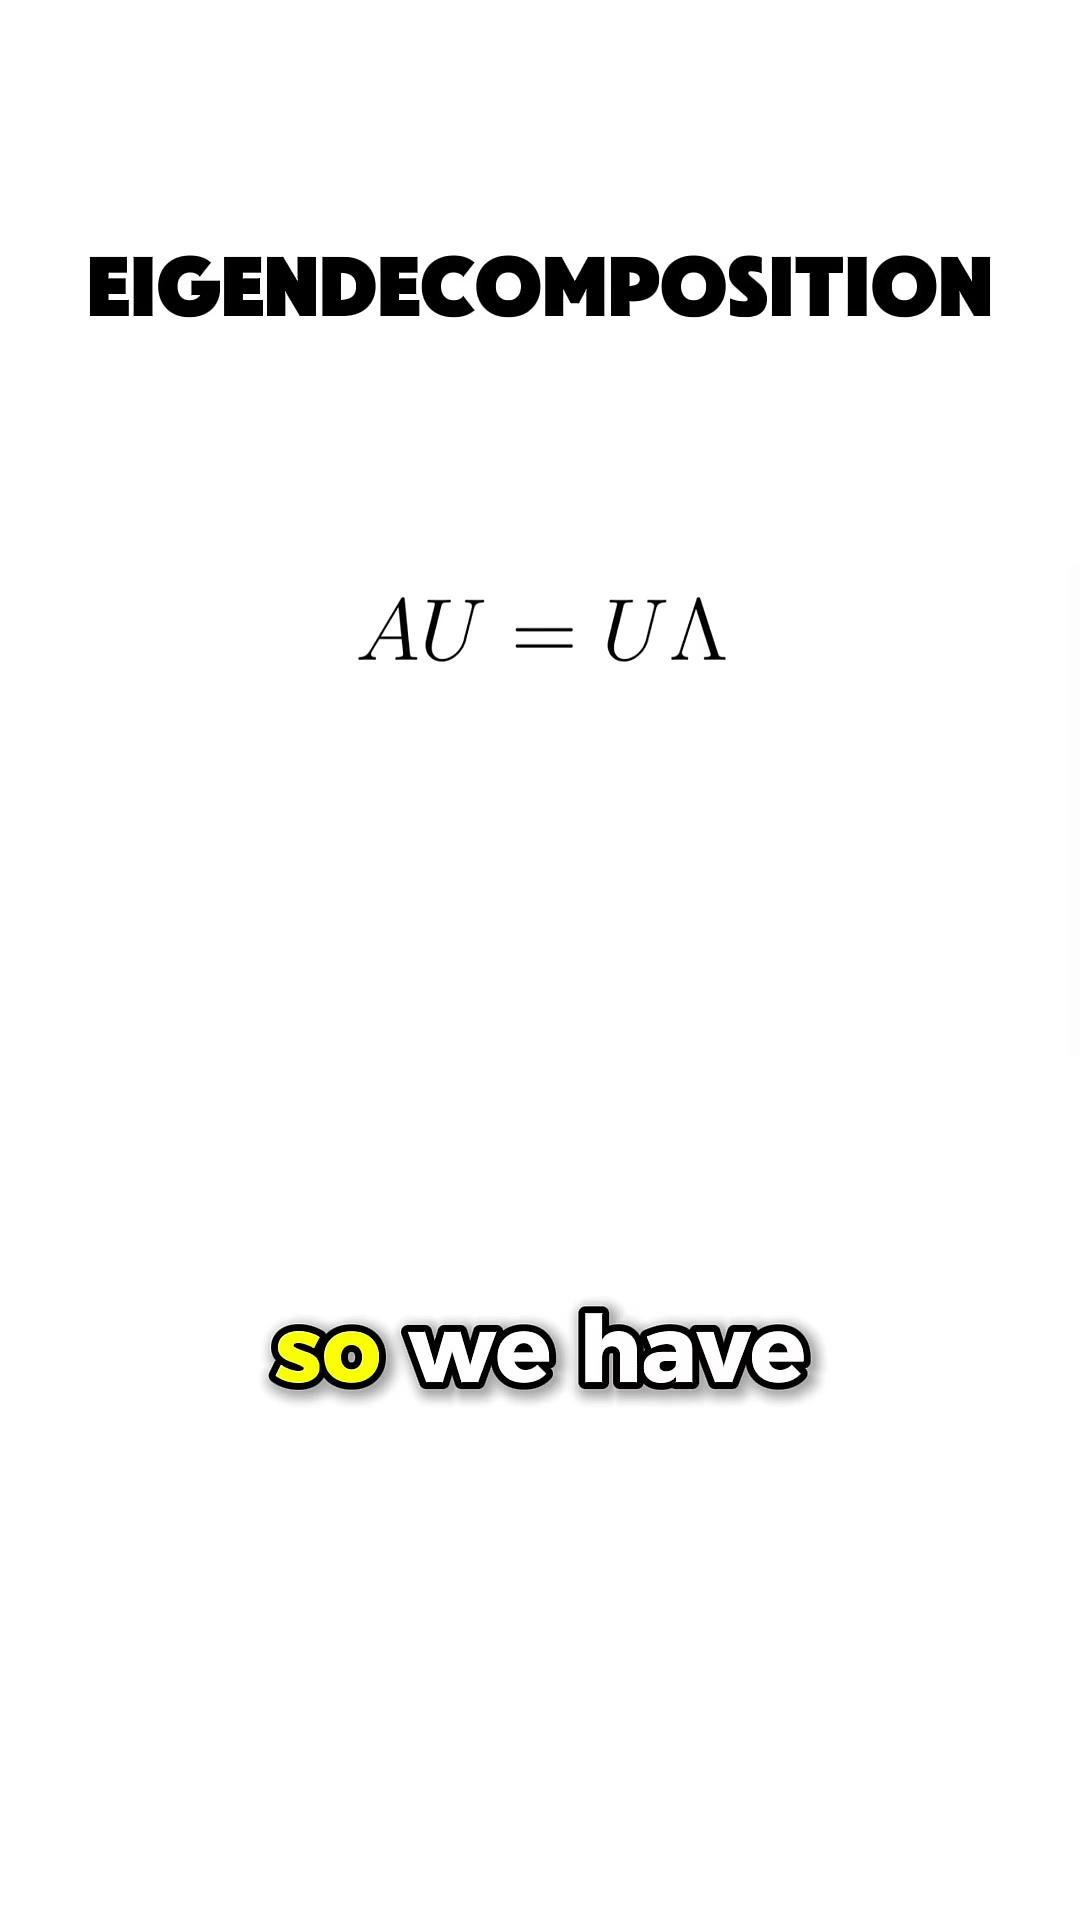 EIGENDECOMPOSITION
AU = UΛ
so we have